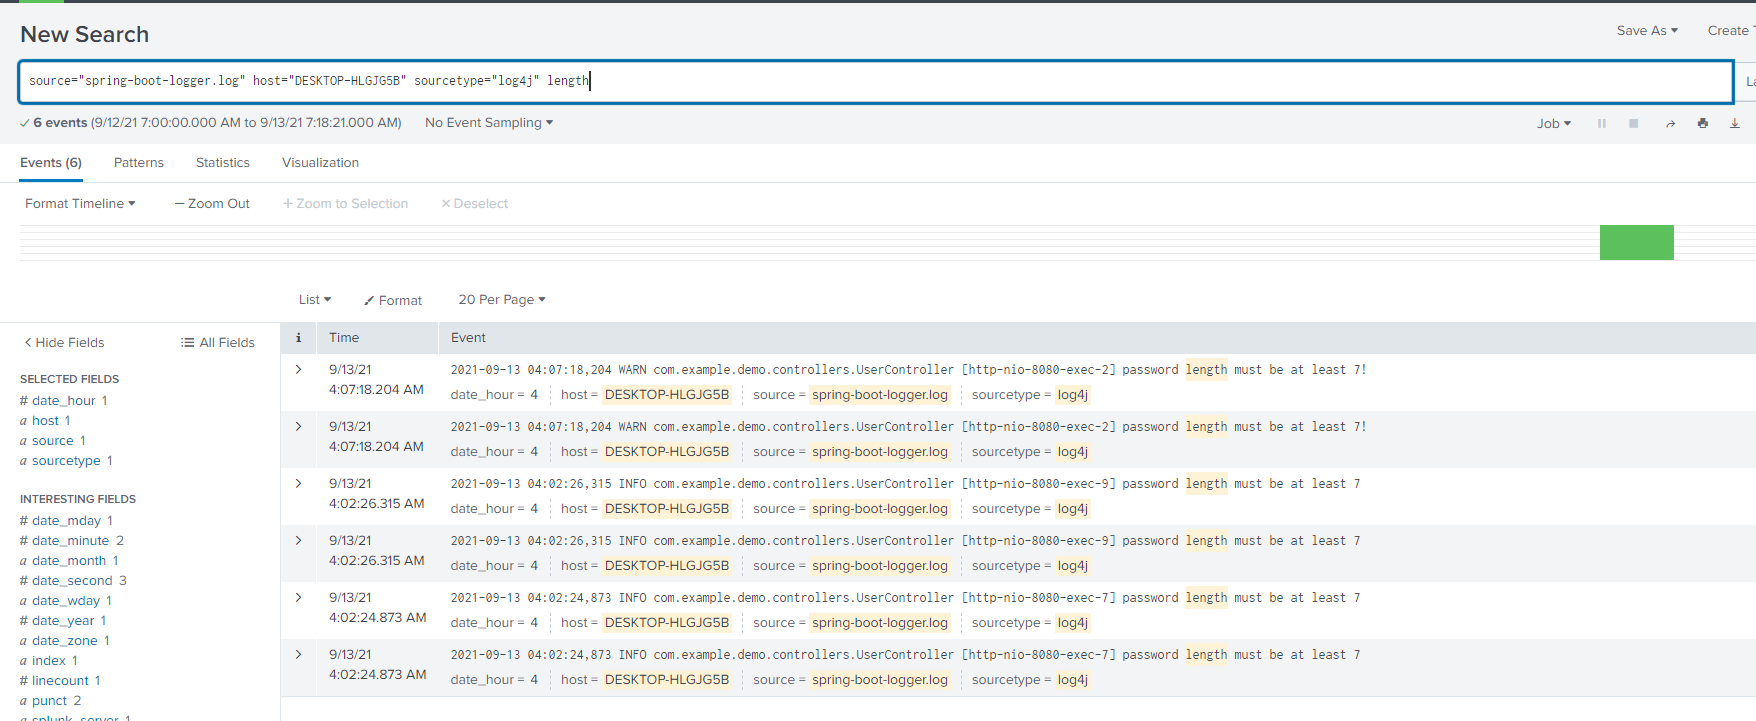 New Search
Save As
Create
source="spring-boot-logger.log" host="DESKTOP-HLGJG5B" sourcetype="log4j" length
6 events (9/12/21 7:00:00.000 AM to 9/13/21 7:18:21.000 AM) No Event Sampling
Job
Events (6) Patterns Statistics Visualization
Format Timeline — Zoom Out + Zoom to Selection × Deselect
List Format 20 Per Page
< Hide Fields All Fields
SELECTED FIELDS
# date_hour 1
a host 1
a source 1
a sourcetype 1
INTERESTING FIELDS
# date_mday 1
# date_minute 2
a date_month 1
# date_second 3
a date_wday 1
# date_year 1
a date_zone 1
a index 1
# linecount 1
a punct 2
a splunk_server 1
i Time Event
> 9/13/21 4:07:18.204 AM
2021-09-13 04:07:18,204 WARN com.example.demo.controllers.UserController [http-nio-8080-exec-2] password length must be at least 7!
date_hour = 4 host = DESKTOP-HLGJG5B source = spring-boot-logger.log sourcetype = log4j
> 9/13/21 4:07:18.204 AM
2021-09-13 04:07:18,204 WARN com.example.demo.controllers.UserController [http-nio-8080-exec-2] password length must be at least 7!
date_hour = 4 host = DESKTOP-HLGJG5B source = spring-boot-logger.log sourcetype = log4j
> 9/13/21 4:02:26.315 AM
2021-09-13 04:02:26,315 INFO com.example.demo.controllers.UserController [http-nio-8080-exec-9] password length must be at least 7
date_hour = 4 host = DESKTOP-HLGJG5B source = spring-boot-logger.log sourcetype = log4j
> 9/13/21 4:02:26.315 AM
2021-09-13 04:02:26,315 INFO com.example.demo.controllers.UserController [http-nio-8080-exec-9] password length must be at least 7
date_hour = 4 host = DESKTOP-HLGJG5B source = spring-boot-logger.log sourcetype = log4j
> 9/13/21 4:02:24.873 AM
2021-09-13 04:02:24,873 INFO com.example.demo.controllers.UserController [http-nio-8080-exec-7] password length must be at least 7
date_hour = 4 host = DESKTOP-HLGJG5B source = spring-boot-logger.log sourcetype = log4j
> 9/13/21 4:02:24.873 AM
2021-09-13 04:02:24,873 INFO com.example.demo.controllers.UserController [http-nio-8080-exec-7] password length must be at least 7
date_hour = 4 host = DESKTOP-HLGJG5B source = spring-boot-logger.log sourcetype = log4j